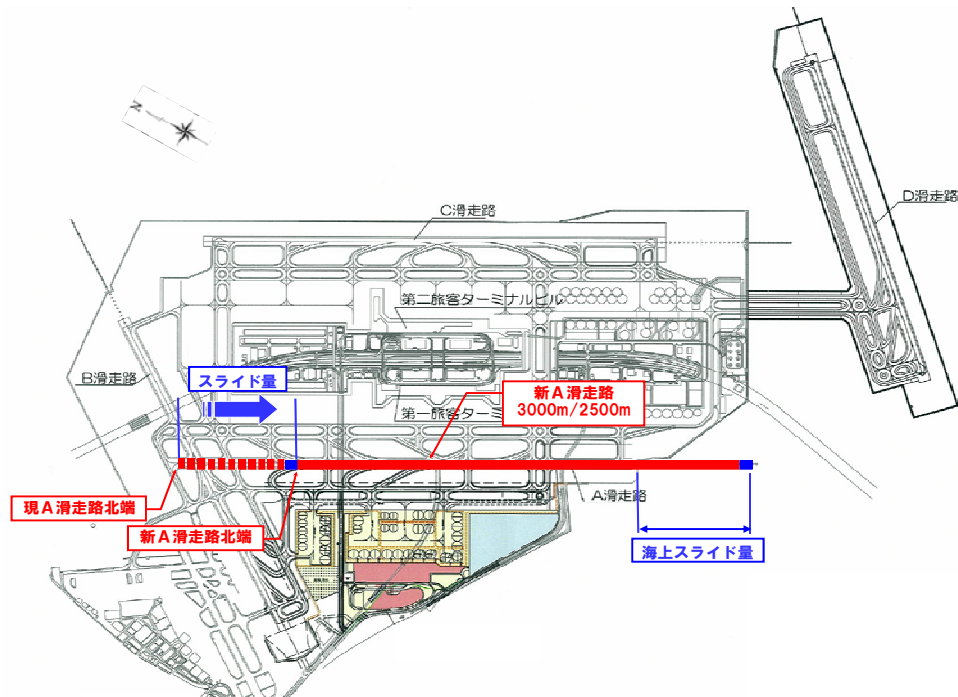 N
C滑走路
D滑走路
第二旅客ターミナルビル
B滑走路
スライド量
新A滑走路
3000m/2500m
第一旅客ターミ
現A滑走路北端
新A滑走路北端
A滑走路
海上スライド量